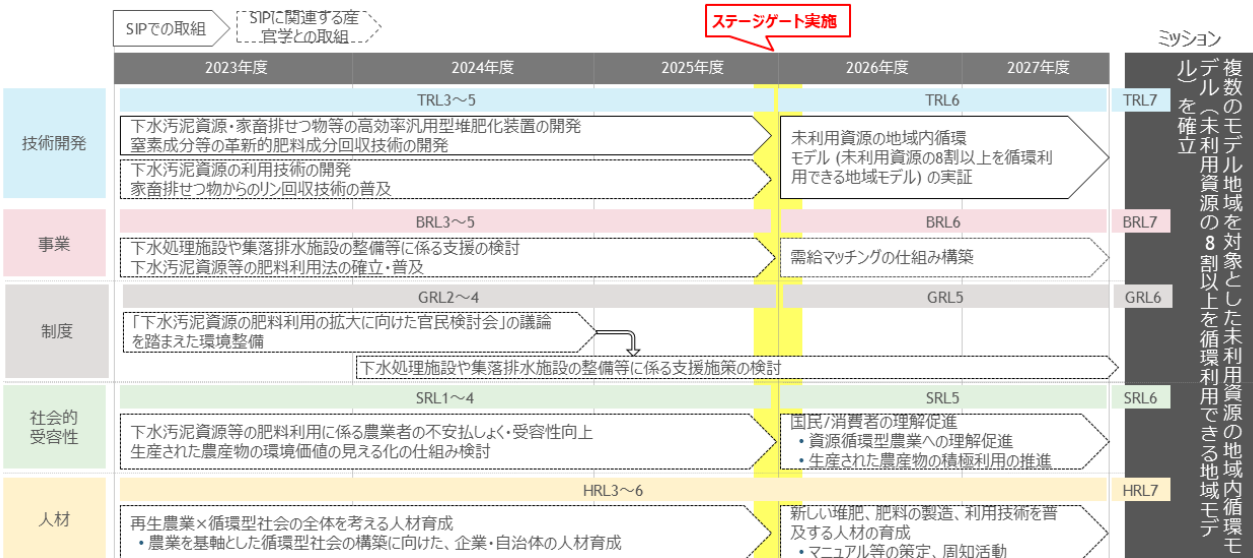 SIPでの取組
SIPに関連する産
官学との取組
ステージゲート実施
ミッション
2023年度
2024年度
2025年度
2026年度
2027年度
技術開発
TRL3～5
TRL6
TRL7
下水汚泥資源・家畜排せつ物等の高効率汎用型堆肥化装置の開発
窒素成分等の革新的肥料成分回収技術の開発
下水汚泥資源の利用技術の開発
家畜排せつ物からのリン回収技術の普及
未利用資源の地域内循環
モデル (未利用資源の8割以上を循環利
用できる地域モデル) の実証
事業
BRL3～5
BRL6
BRL7
下水処理施設や集落排水施設の整備等に係る支援の検討
下水汚泥資源等の肥料利用法の確立・普及
需給マッチングの仕組み構築
制度
GRL2～4
GRL5
GRL6
「下水汚泥資源の肥料利用の拡大に向けた官民検討会」の議論
を踏まえた環境整備
下水処理施設や集落排水施設の整備等に係る支援施策の検討
社会的
受容性
SRL1～4
SRL5
SRL6
下水汚泥資源等の肥料利用に係る農業者の不安払しょく・受容性向上
生産された農産物の環境価値の見える化の仕組み検討
国民/消費者の理解促進
・資源循環型農業への理解促進
・生産された農産物の積極利用の推進
人材
HRL3～6
HRL7
再生農業×循環型社会の全体を考える人材育成
・農業を基軸とした循環型社会の構築に向けた、企業・自治体の人材育成
新しい堆肥、肥料の製造、利用技術を普
及する人材の育成
・マニュアル等の策定、周知活動
複数のモデル地域を対象とした未利用資源の地域内循環モ
デル（未利用資源の8割以上を循環利用できる地域モデ
ル）を確立